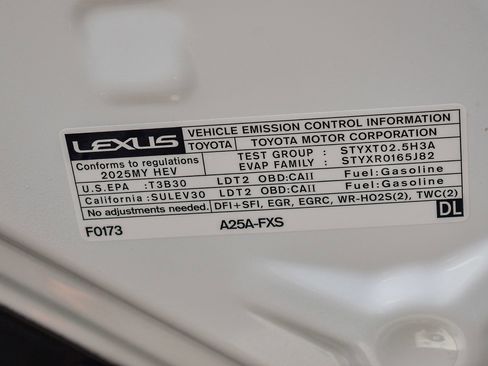 LEXUS VEHICLE EMISSION CONTROL INFORMATION
TOYOTA TOYOTA MOTOR CORPORATION
Conforms to regulations TEST GROUP : STYXT02.5H3A
2025MY HEV EVAP FAMILY : STYXR0165J82
U.S.EPA :T3B30 LDT2 OBD:CAII Fuel:Gasoline
California :SULEV30 LDT2 OBD:CAII Fuel:Gasoline
No adjustments needed. DFI+SFI, EGR, EGRC, WR-HO2S(2), TWC(2)
F0173 A25A-FXS DL